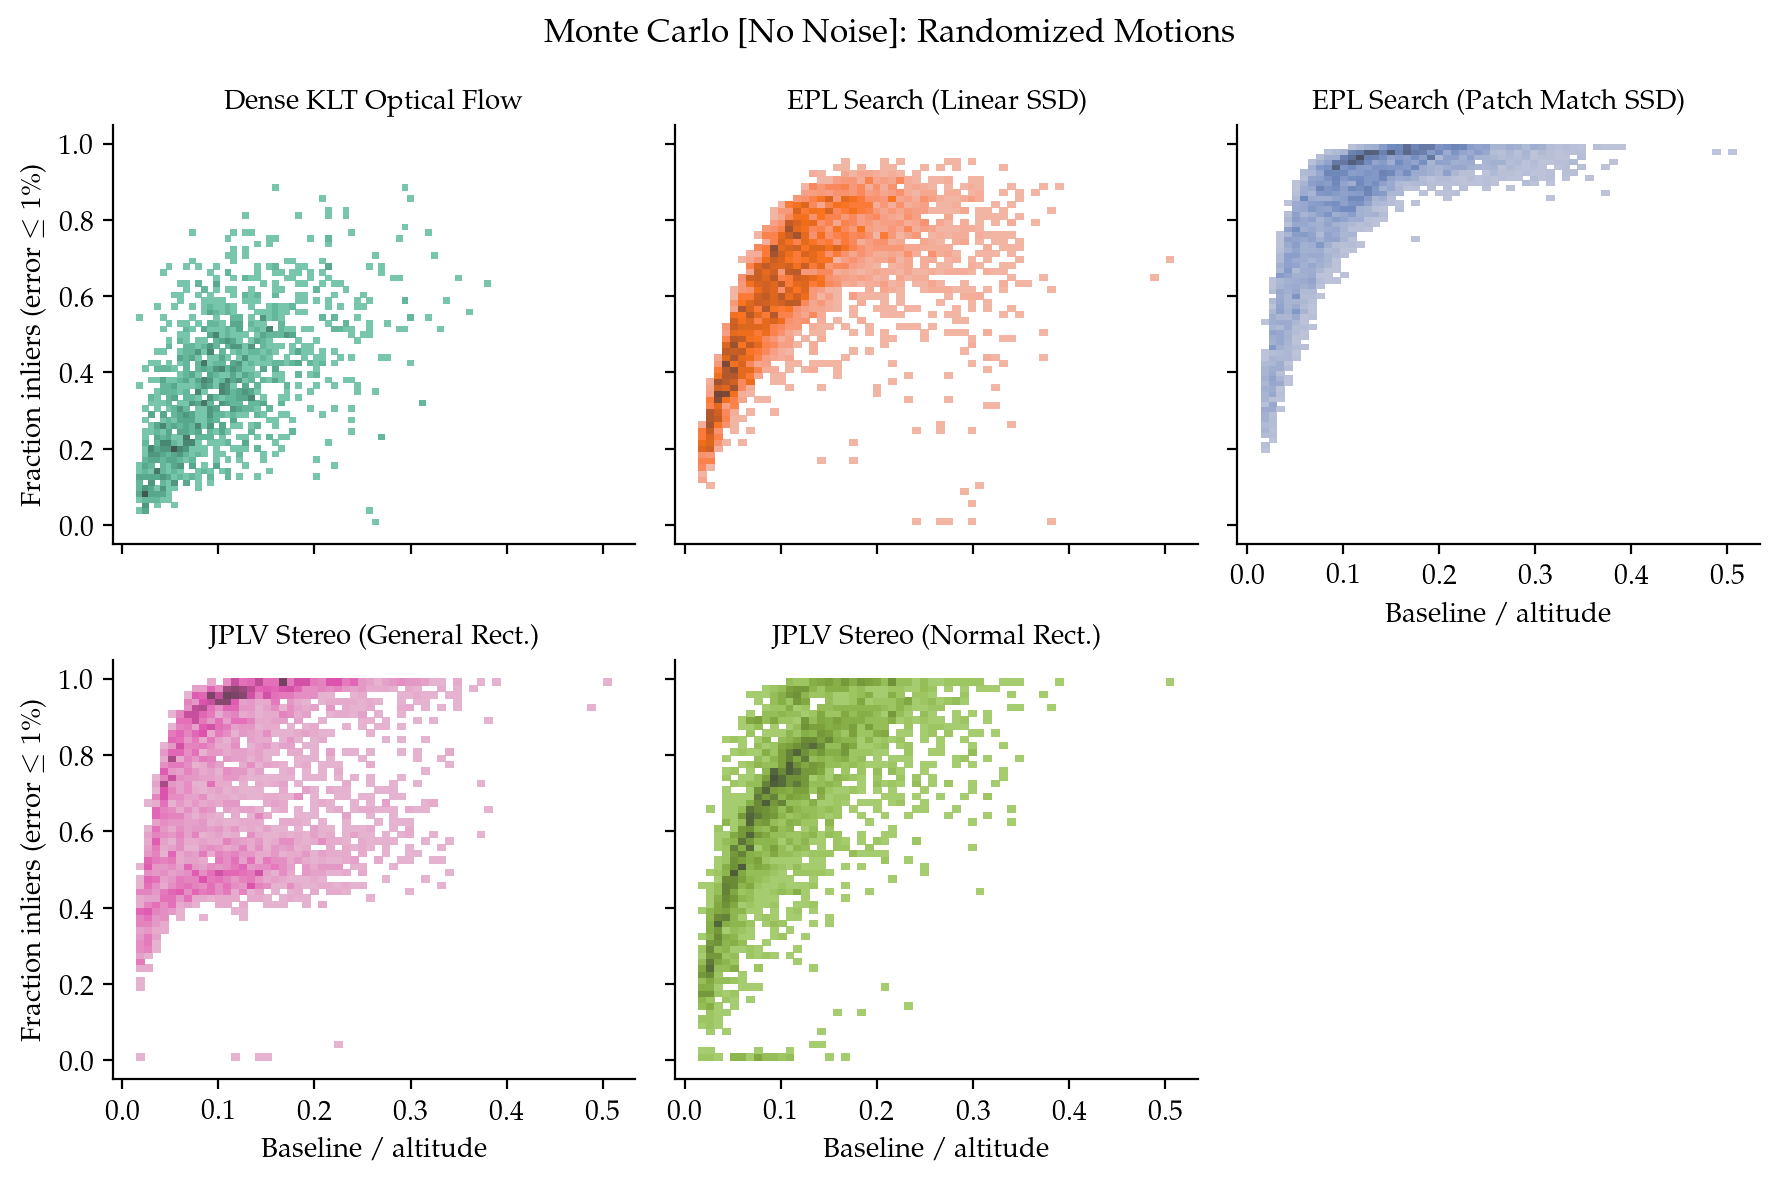 Monte Carlo [No Noise]: Randomized Motions
Dense KLT Optical Flow
EPL Search (Linear SSD)
EPL Search (Patch Match SSD)
Fraction inliers (error ≤ 1%)
1.0
0.8
0.6
0.4
0.2
0.0
0.0 0.1 0.2 0.3 0.4 0.5
Baseline / altitude
JPLV Stereo (General Rect.)
JPLV Stereo (Normal Rect.)
Fraction inliers (error ≤ 1%)
1.0
0.8
0.6
0.4
0.2
0.0
0.0 0.1 0.2 0.3 0.4 0.5
Baseline / altitude
0.0 0.1 0.2 0.3 0.4 0.5
Baseline / altitude